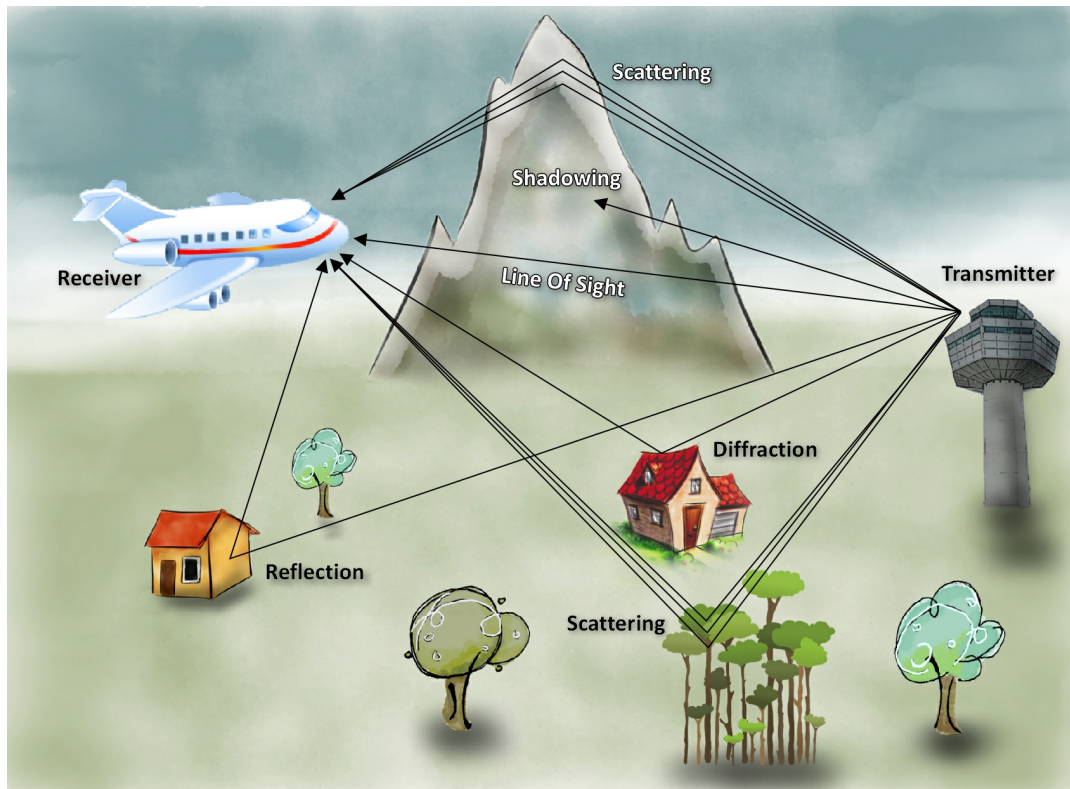 Scattering
Shadowing
Receiver
Line Of Sight
Transmitter
Diffraction
Reflection
Scattering